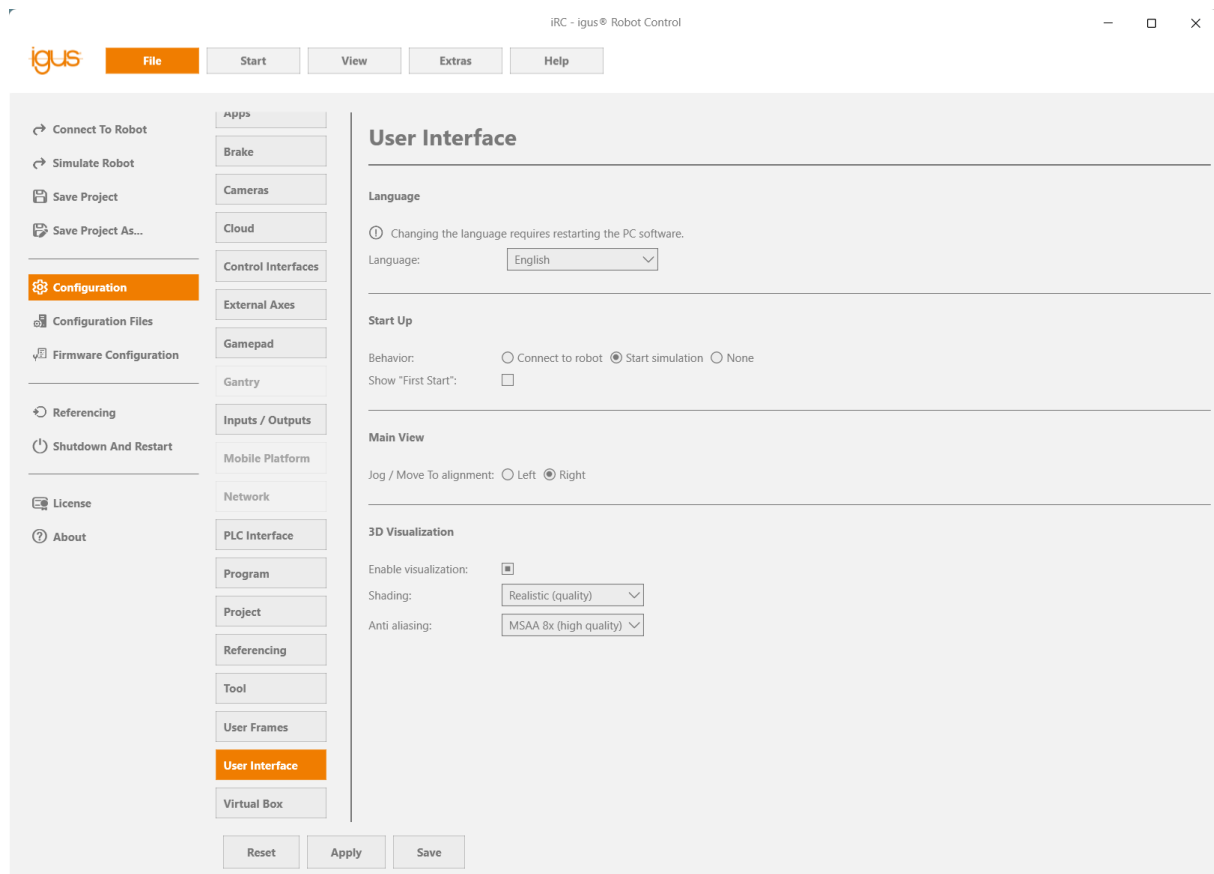 iRC - igus® Robot Control
igus
File
Start
View
Extras
Help
Connect To Robot
Simulate Robot
Save Project
Save Project As...
Configuration
Configuration Files
Firmware Configuration
Referencing
Shutdown And Restart
License
About
Apps
Brake
Cameras
Cloud
Control Interfaces
External Axes
Gamepad
Gantry
Inputs / Outputs
Mobile Platform
Network
PLC Interface
Program
Project
Referencing
Tool
User Frames
User Interface
Virtual Box
User Interface
Language
Changing the language requires restarting the PC software.
Language: English
Start Up
Behavior: Connect to robot Start simulation None
Show "First Start":
Main View
Jog / Move To alignment: Left Right
3D Visualization
Enable visualization:
Shading: Realistic (quality)
Anti aliasing: MSAA 8x (high quality)
Reset
Apply
Save